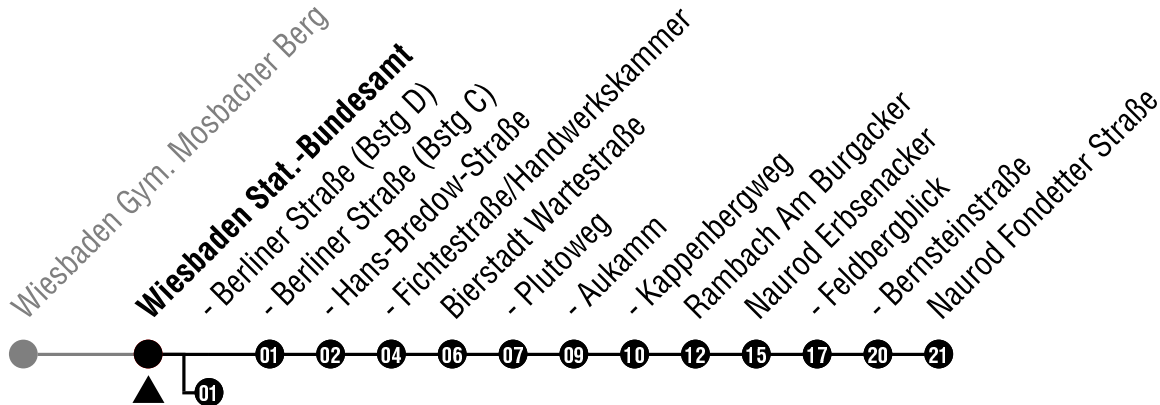 Wiesbaden Gym. Mosbacher Berg
Wiesbaden Stat.-Bundesamt
- Berliner Straße (Bstg D)
- Berliner Straße (Bstg C)
- Hans-Bredow-Straße
- Fichtestraße/Handwerkskammer
Bierstadt Wartestraße
- Plutoweg
- Aukamm
- Kappenbergweg
Rambach Am Burgacker
Naurod Erbsenacker
- Feldbergblick
- Bernsteinstraße
Naurod Fondetter Straße
01 02 04 06 07 09 10 12 15 17 20 21
01